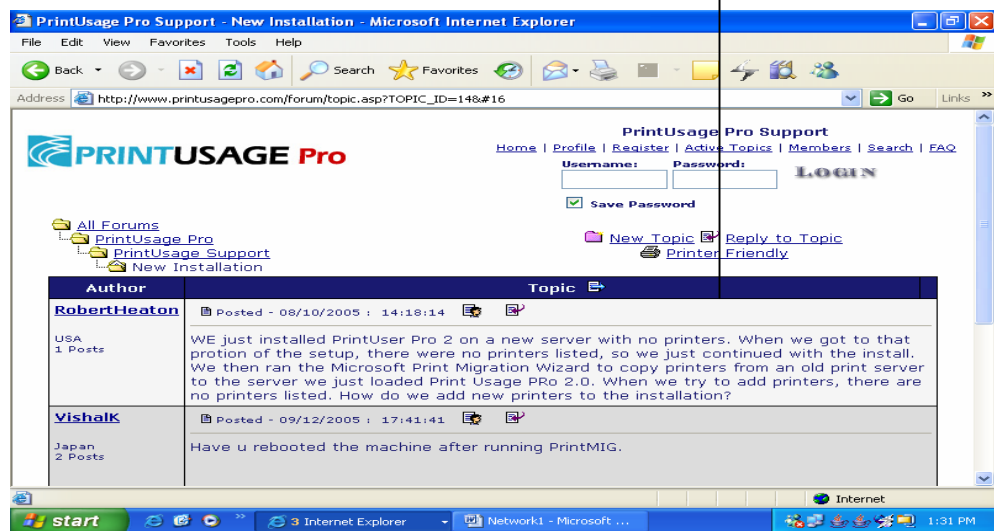 PrintUsage Pro Support - New Installation - Microsoft Internet Explorer
File Edit View Favorites Tools Help
Back Search Favorites
Address http://www.printusagepro.com/forum/topic.asp?TOPIC_ID=148&#16 Go Links »
PRINTUSAGE Pro
PrintUsage Pro Support
Home | Profile | Register | Active Topics | Members | Search | FAQ
Username: Password:
LOGIN
Save Password
All Forums
PrintUsage Pro
PrintUsage Support
New Installation
New Topic Reply to Topic
Printer Friendly
Author Topic
RobertHeaton
USA
1 Posts
Posted - 08/10/2005 : 14:18:14
WE just installed PrintUser Pro 2 on a new server with no printers. When we got to that
protion of the setup, there were no printers listed, so we just continued with the install.
We then ran the Microsoft Print Migration Wizard to copy printers from an old print server
to the server we just loaded Print Usage PRo 2.0. When we try to add printers, there are
no printers listed. How do we add new printers to the installation?
VishalK
Japan
2 Posts
Posted - 09/12/2005 : 17:41:41
Have u rebooted the machine after running PrintMIG.
Internet
start » 3 Internet Explorer Network1 - Microsoft ... 1:31 PM